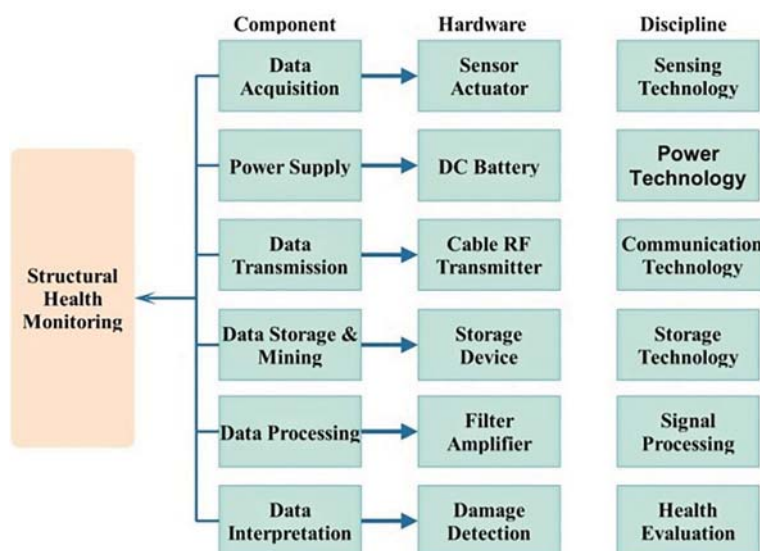 Component Hardware Discipline
Data Sensor Sensing
Acquisition Actuator Technology
Power Supply DC Battery Power
Technology
Data Cable RF Communication
Transmission Transmitter Technology
Structural
Health
Monitoring
Data Storage & Storage Storage
Mining Device Technology
Data Processing Filter Signal
Amplifier Processing
Data Damage Health
Interpretation Detection Evaluation